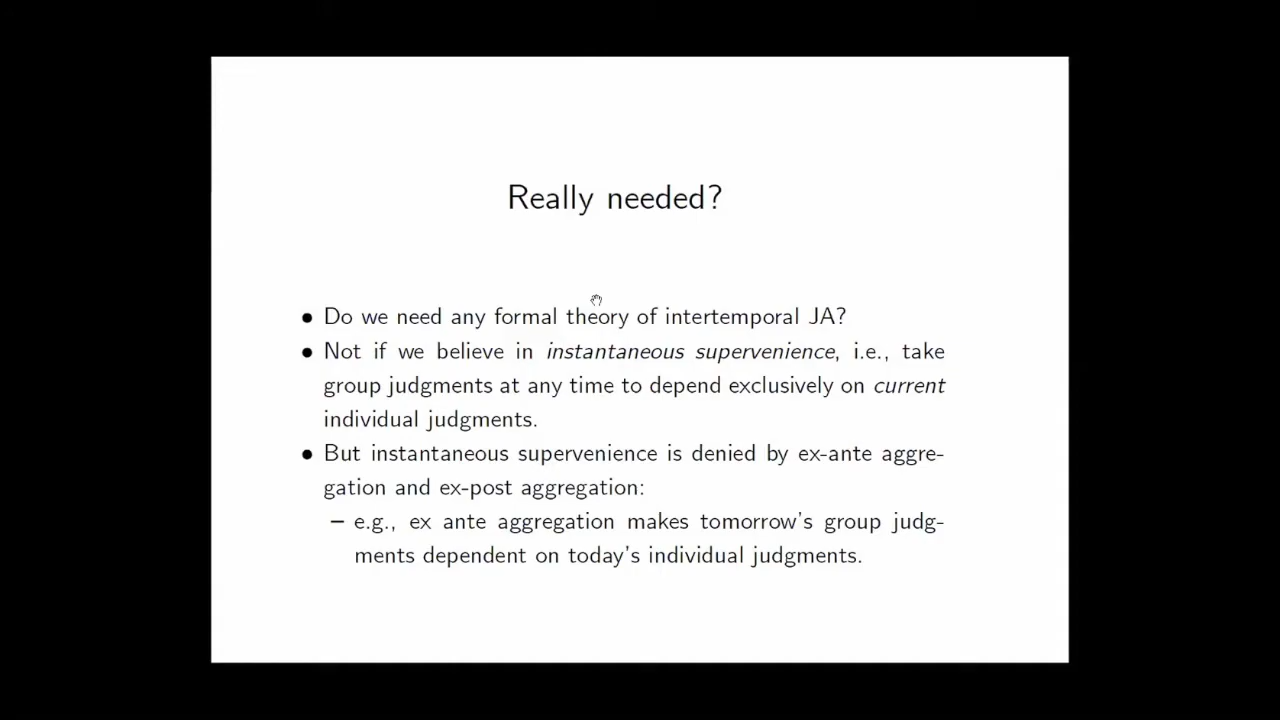 Really needed?
● Do we need any formal theory of intertemporal JA?
● Not if we believe in instantaneous supervenience, i.e., take
group judgments at any time to depend exclusively on current
individual judgments.
● But instantaneous supervenience is denied by ex-ante aggre-
gation and ex-post aggregation:
– e.g., ex ante aggregation makes tomorrow's group judg-
ments dependent on today's individual judgments.